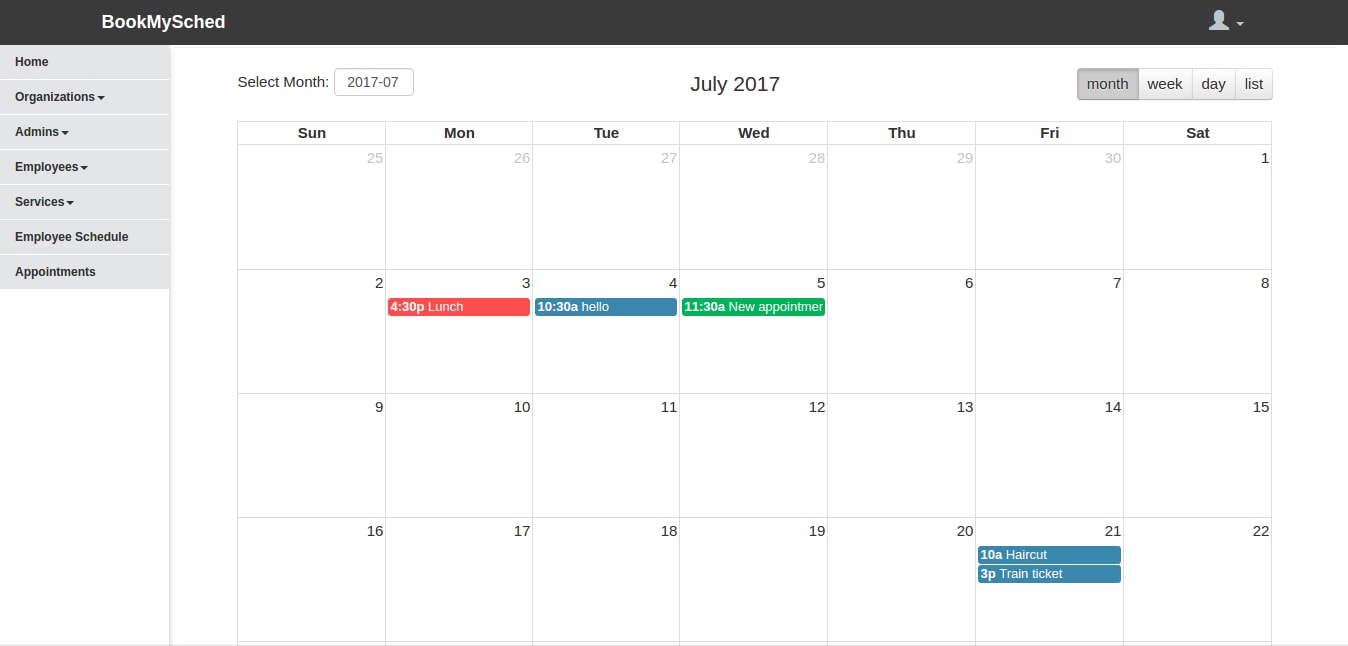 BookMySched
Home
Organizations
Admins
Employees
Services
Employee Schedule
Appointments
Select Month: 2017-07
July 2017
month week day list
Sun Mon Tue Wed Thu Fri Sat
25 26 27 28 29 30 1
2 3 4 5 6 7 8
4:30p Lunch 10:30a hello 11:30a New appointmer
9 10 11 12 13 14 15
16 17 18 19 20 21 22
10a Haircut
3p Train ticket